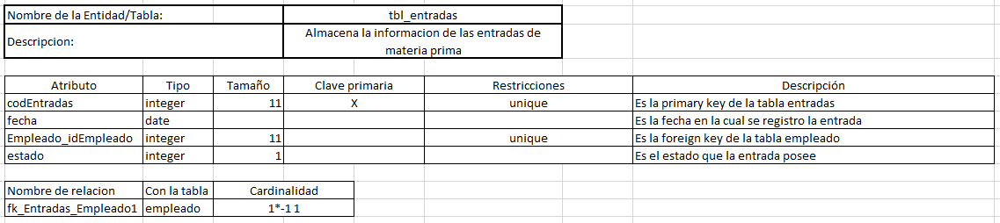 Nombre de la Entidad/Tabla: tbl_entradas
Descripcion: Almacena la informacion de las entradas de
materia prima
Atributo Tipo Tamaño Clave primaria Restricciones Descripción
codEntradas integer 11 X unique Es la primary key de la tabla entradas
fecha date Es la fecha en la cual se registro la entrada
Empleado_idEmpleado integer 11 unique Es la foreign key de la tabla empleado
estado integer 1 Es el estado que la entrada posee
Nombre de relacion Con la tabla Cardinalidad
fk_Entradas_Empleado1 empleado 1*-1 1